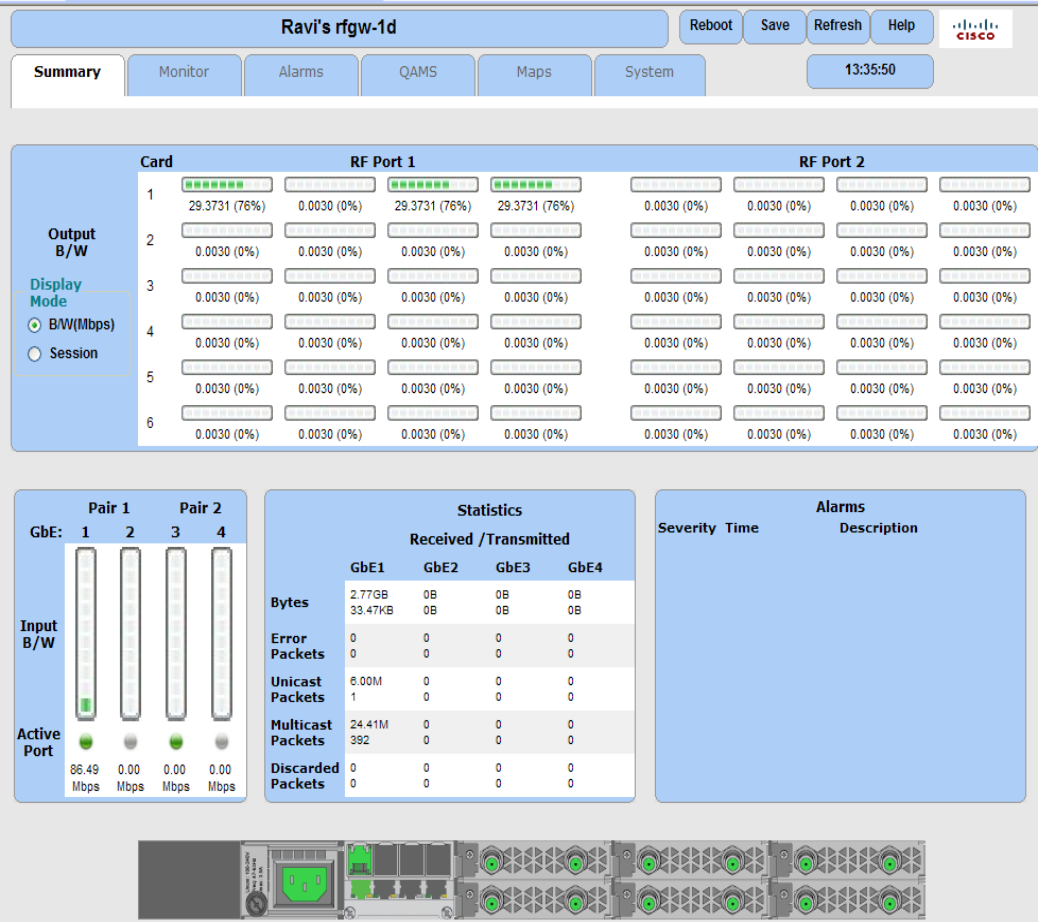 Ravi's rfgw-1d
Reboot Save Refresh Help
CISCO
Summary Monitor Alarms QAMS Maps System
13:35:50
Card RF Port 1 RF Port 2
Output B/W
Display Mode
B/W(Mbps)
Session
1 29.3731 (76%) 0.0030 (0%) 29.3731 (76%) 29.3731 (76%) 0.0030 (0%) 0.0030 (0%) 0.0030 (0%) 0.0030 (0%)
2 0.0030 (0%) 0.0030 (0%) 0.0030 (0%) 0.0030 (0%) 0.0030 (0%) 0.0030 (0%) 0.0030 (0%) 0.0030 (0%)
3 0.0030 (0%) 0.0030 (0%) 0.0030 (0%) 0.0030 (0%) 0.0030 (0%) 0.0030 (0%) 0.0030 (0%) 0.0030 (0%)
4 0.0030 (0%) 0.0030 (0%) 0.0030 (0%) 0.0030 (0%) 0.0030 (0%) 0.0030 (0%) 0.0030 (0%) 0.0030 (0%)
5 0.0030 (0%) 0.0030 (0%) 0.0030 (0%) 0.0030 (0%) 0.0030 (0%) 0.0030 (0%) 0.0030 (0%) 0.0030 (0%)
6 0.0030 (0%) 0.0030 (0%) 0.0030 (0%) 0.0030 (0%) 0.0030 (0%) 0.0030 (0%) 0.0030 (0%) 0.0030 (0%)
Pair 1 Pair 2
GbE: 1 2 3 4
Input
B/W
Active
Port
86.49 0.00 0.00 0.00
Mbps Mbps Mbps Mbps
Statistics
Received /Transmitted
GbE1 GbE2 GbE3 GbE4
Bytes
2.77GB 0B 0B 0B
33.47KB 0B 0B 0B
Error Packets
0 0 0 0
0 0 0 0
Unicast Packets
6.00M 0 0 0
1 0 0 0
Multicast Packets
24.41M 0 0 0
392 0 0 0
Discarded Packets
0 0 0 0
0 0 0 0
Alarms
Severity Time Description